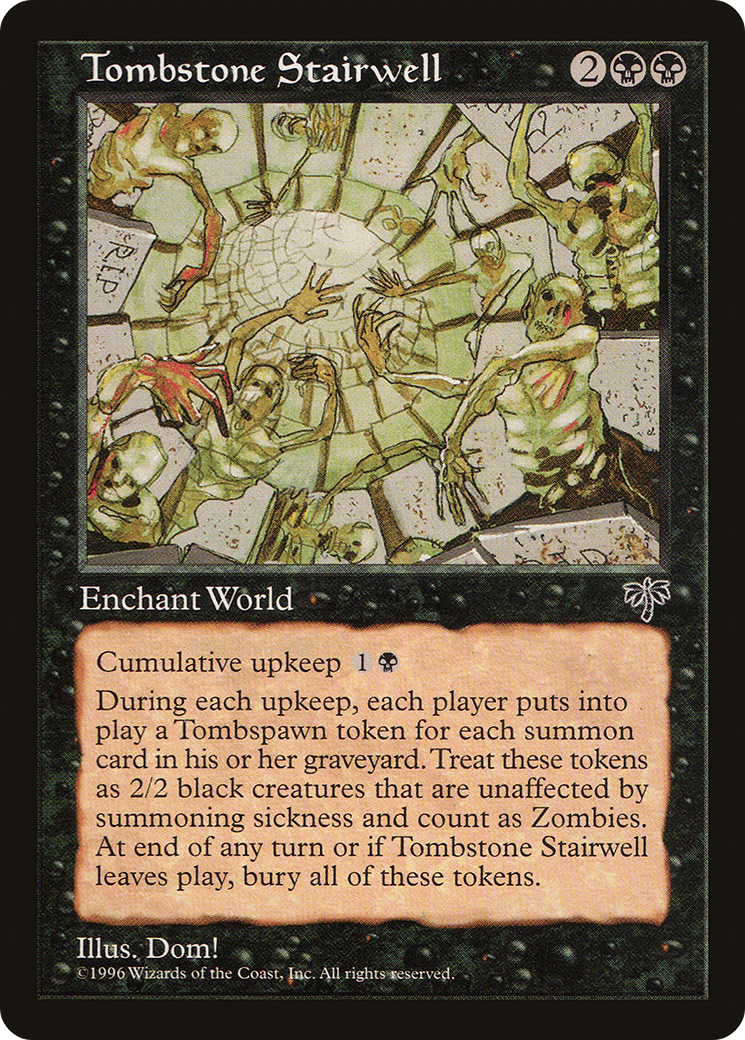 Tombstone Stairwell 2
RIP
Enchant World
Cumulative upkeep 1
During each upkeep, each player puts into
play a Tombspawn token for each summon
card in his or her graveyard. Treat these tokens
as 2/2 black creatures that are unaffected by
summoning sickness and count as Zombies.
At end of any turn or if Tombstone Stairwell
leaves play, bury all of these tokens.
Illus. Dom!
©1996 Wizards of the Coast, Inc. All rights reserved.